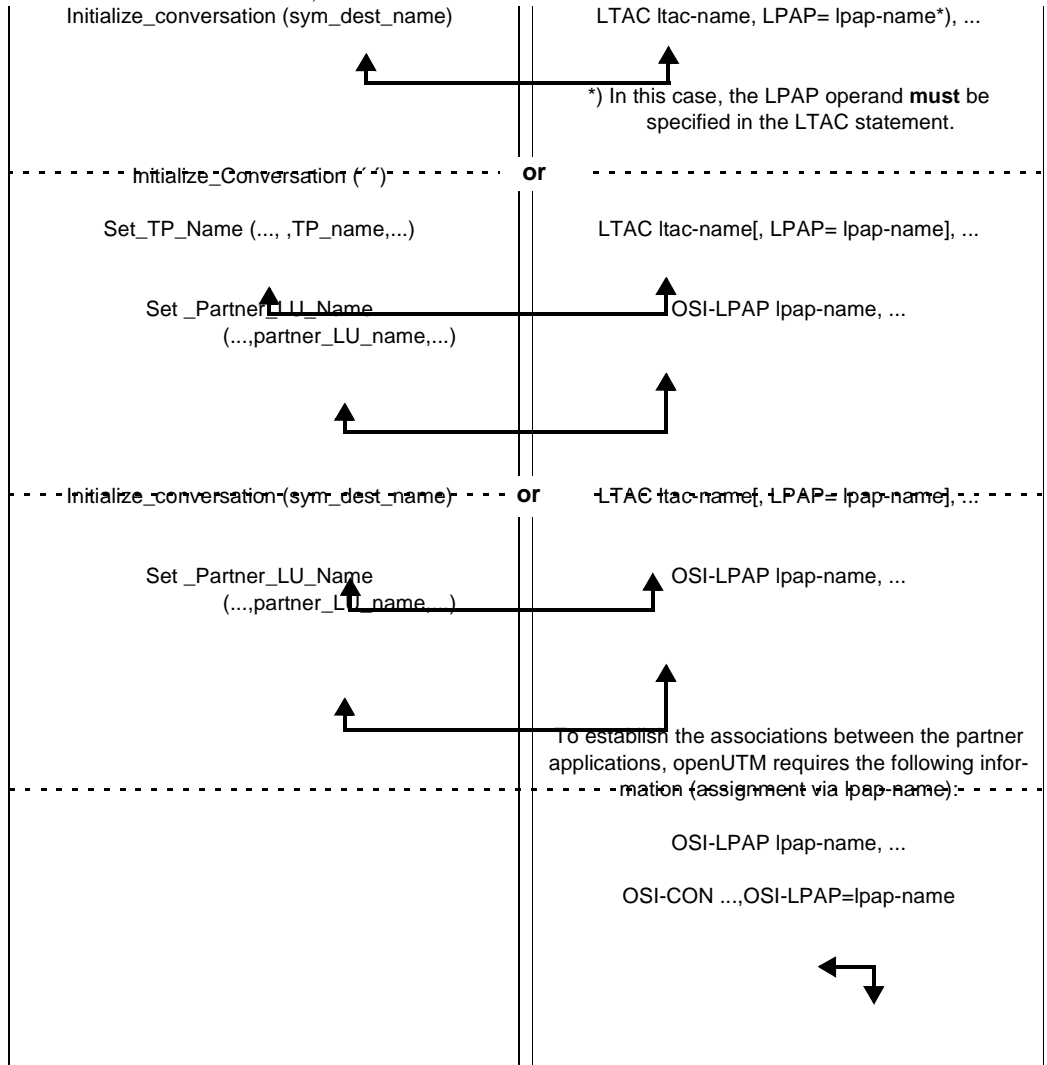 Initialize_conversation (sym_dest_name)
LTAC ltac-name, LPAP= lpap-name*), ...
*) In this case, the LPAP operand must be
specified in the LTAC statement.
or
Initialize_Conversation (´ ´)
Set_TP_Name (..., ,TP_name,...)
LTAC ltac-name[, LPAP= lpap-name], ...
Set _Partner_LU_Name
(...,partner_LU_name,...)
OSI-LPAP lpap-name, ...
or
Initialize_conversation (sym_dest_name)
LTAC ltac-name[, LPAP= lpap-name], ...
Set _Partner_LU_Name
(...,partner_LU_name,...)
OSI-LPAP lpap-name, ...
To establish the associations between the partner
applications, openUTM requires the following infor-
mation (assignment via lpap-name):
OSI-LPAP lpap-name, ...
OSI-CON ...,OSI-LPAP=lpap-name